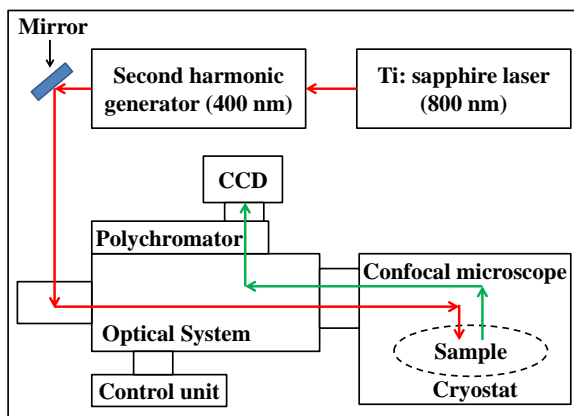 Mirror
Second harmonic
generator (400 nm)
Ti: sapphire laser
(800 nm)
CCD
Polychromator
Confocal microscope
Optical System
Sample
Control unit
Cryostat